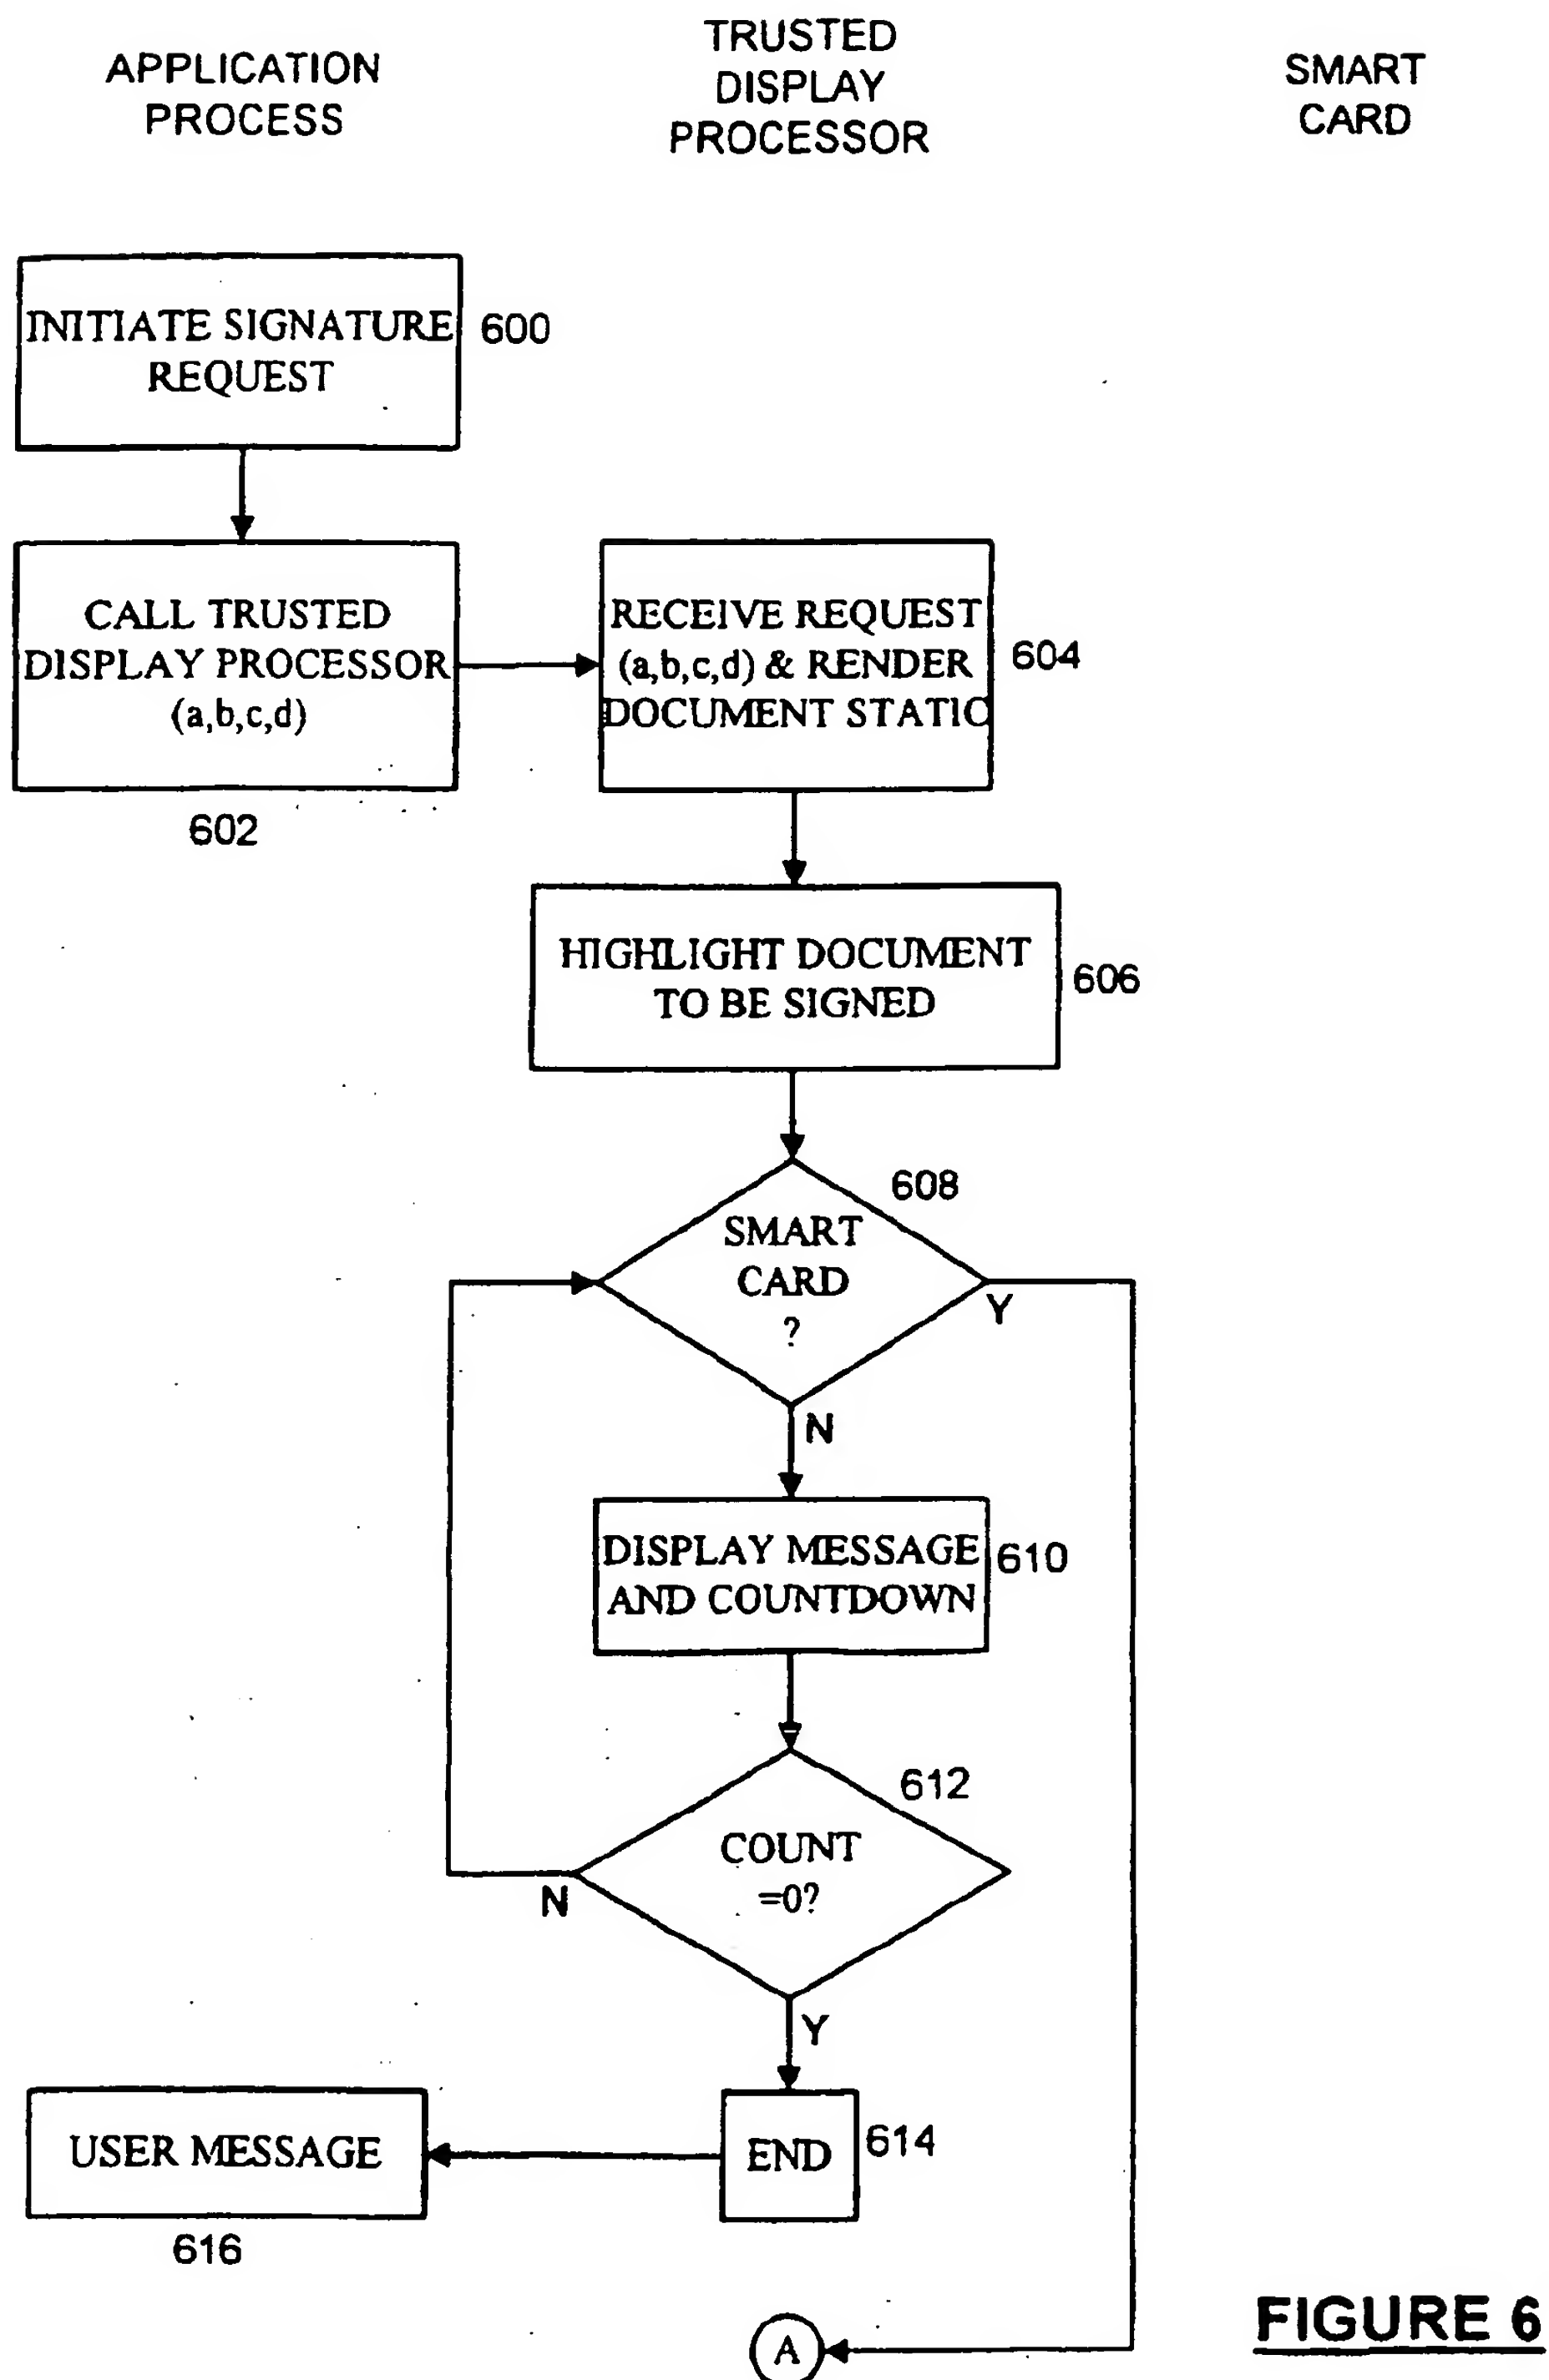 APPLICATION
PROCESS
TRUSTED
DISPLAY
PROCESSOR
SMART
CARD
INITIATE SIGNATURE
REQUEST
600
CALL TRUSTED
DISPLAY PROCESSOR
(a,b,c,d)
602
RECEIVE REQUEST
(a,b,c,d) & RENDER
DOCUMENT STATIC
604
HIGHLIGHT DOCUMENT
TO BE SIGNED
606
608
SMART
CARD
?
Y
N
DISPLAY MESSAGE
AND COUNTDOWN
610
612
COUNT
=0?
N
Y
END
614
USER MESSAGE
616
A
FIGURE 6